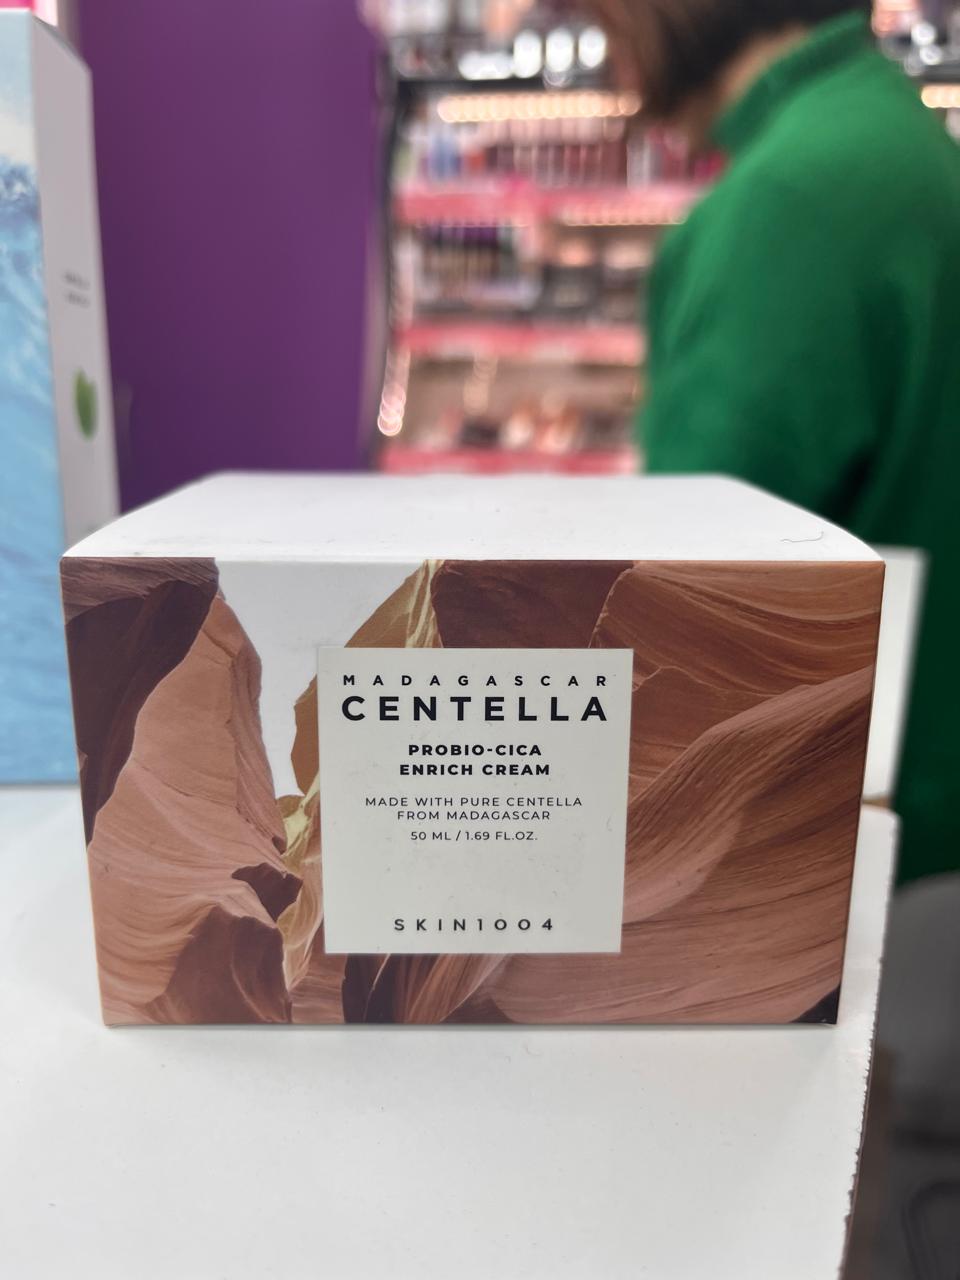 MADAGASCAR
CENTELLA
PROBIO-CICA
ENRICH CREAM
MADE WITH PURE CENTELLA
FROM MADAGASCAR
50 ML / 1.69 FL.OZ.
SKIN1004